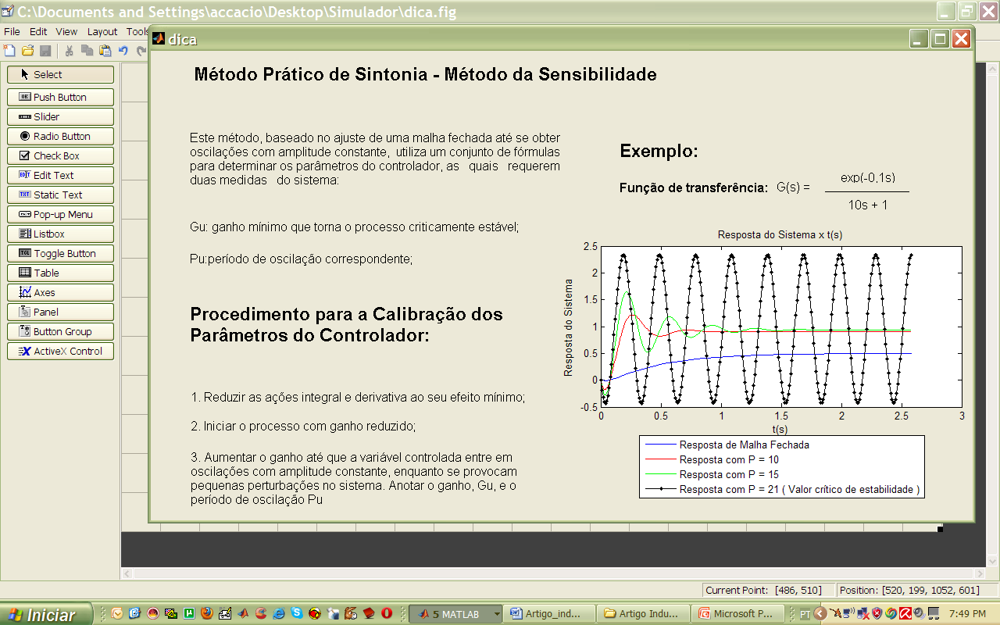 C:\Documents and Settings\accacio\Desktop\Simulador\dica.fig
File Edit View Layout Tools
dica
Select
Push Button
Slider
Radio Button
Check Box
Edit Text
Static Text
Pop-up Menu
Listbox
Toggle Button
Table
Axes
Panel
Button Group
ActiveX Control
Método Prático de Sintonia - Método da Sensibilidade
Este método, baseado no ajuste de uma malha fechada até se obter
oscilações com amplitude constante, utiliza um conjunto de fórmulas
para determinar os parâmetros do controlador, as quais requerem
duas medidas do sistema:
Gu: ganho mínimo que torna o processo criticamente estável;
Pu:período de oscilação correspondente;
Procedimento para a Calibração dos
Parâmetros do Controlador:
1. Reduzir as ações integral e derivativa ao seu efeito mínimo;
2. Iniciar o processo com ganho reduzido;
3. Aumentar o ganho até que a variável controlada entre em
oscilações com amplitude constante, enquanto se provocam
pequenas perturbações no sistema. Anotar o ganho, Gu, e o
período de oscilação Pu
Exemplo:
Função de transferência: G(s) =
exp(-0.1s)
10s + 1
Resposta do Sistema x t(s)
Resposta do Sistema
2.5
2
1.5
1
0.5
0
-0.5
0 0.5 1 1.5 2 2.5 3
t(s)
Resposta de Malha Fechada
Resposta com P = 10
Resposta com P = 15
Resposta com P = 21 ( Valor crítico de estabilidade )
Current Point: [486, 510] Position: [520, 199, 1052, 601]
Iniciar 5 MATLAB Artigo_ind... Artigo Indu... Microsoft P... PT 7:49 PM